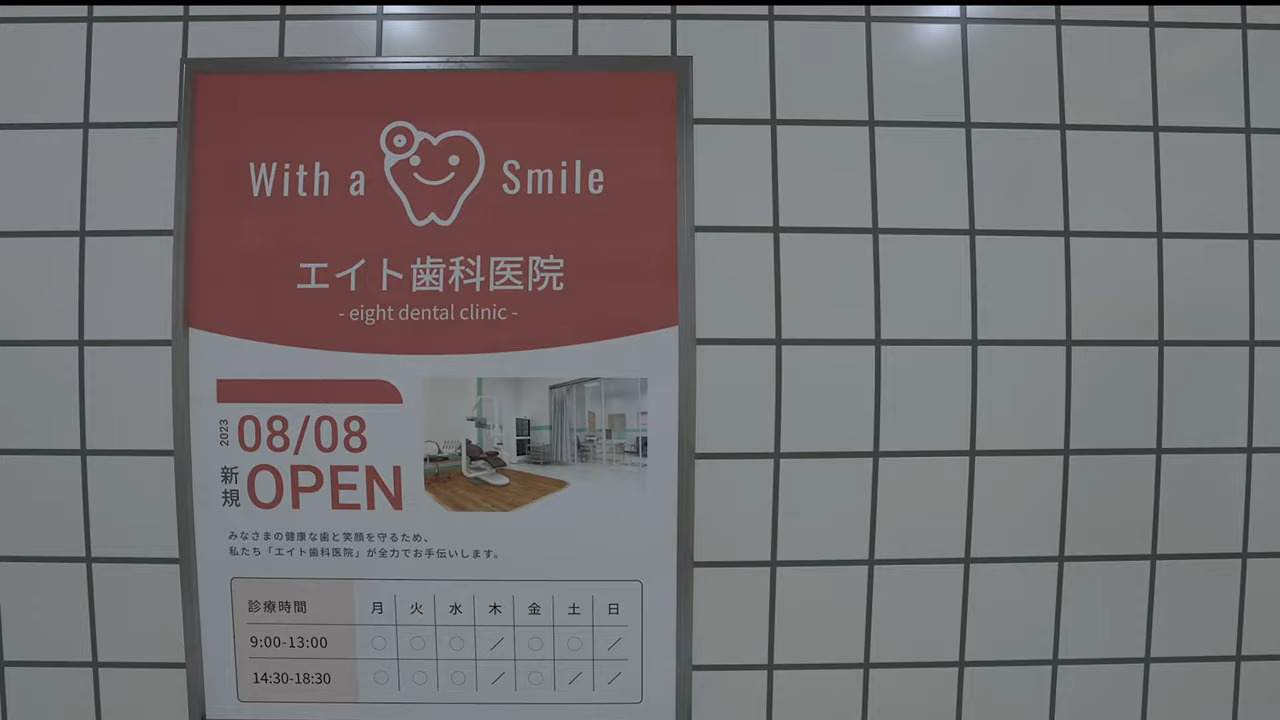 With a Smile
エイト歯科医院
- eight dental clinic -
2023 08/08
新規 OPEN
みなさまの健康な歯と笑顔を守るため、
私たち「エイト歯科医院」が全力でお手伝いします。
診療時間 月 火 水 木 金 土 日
9:00-13:00 ○ ○ ○ / ○ ○ /
14:30-18:30 ○ ○ ○ / ○ / /